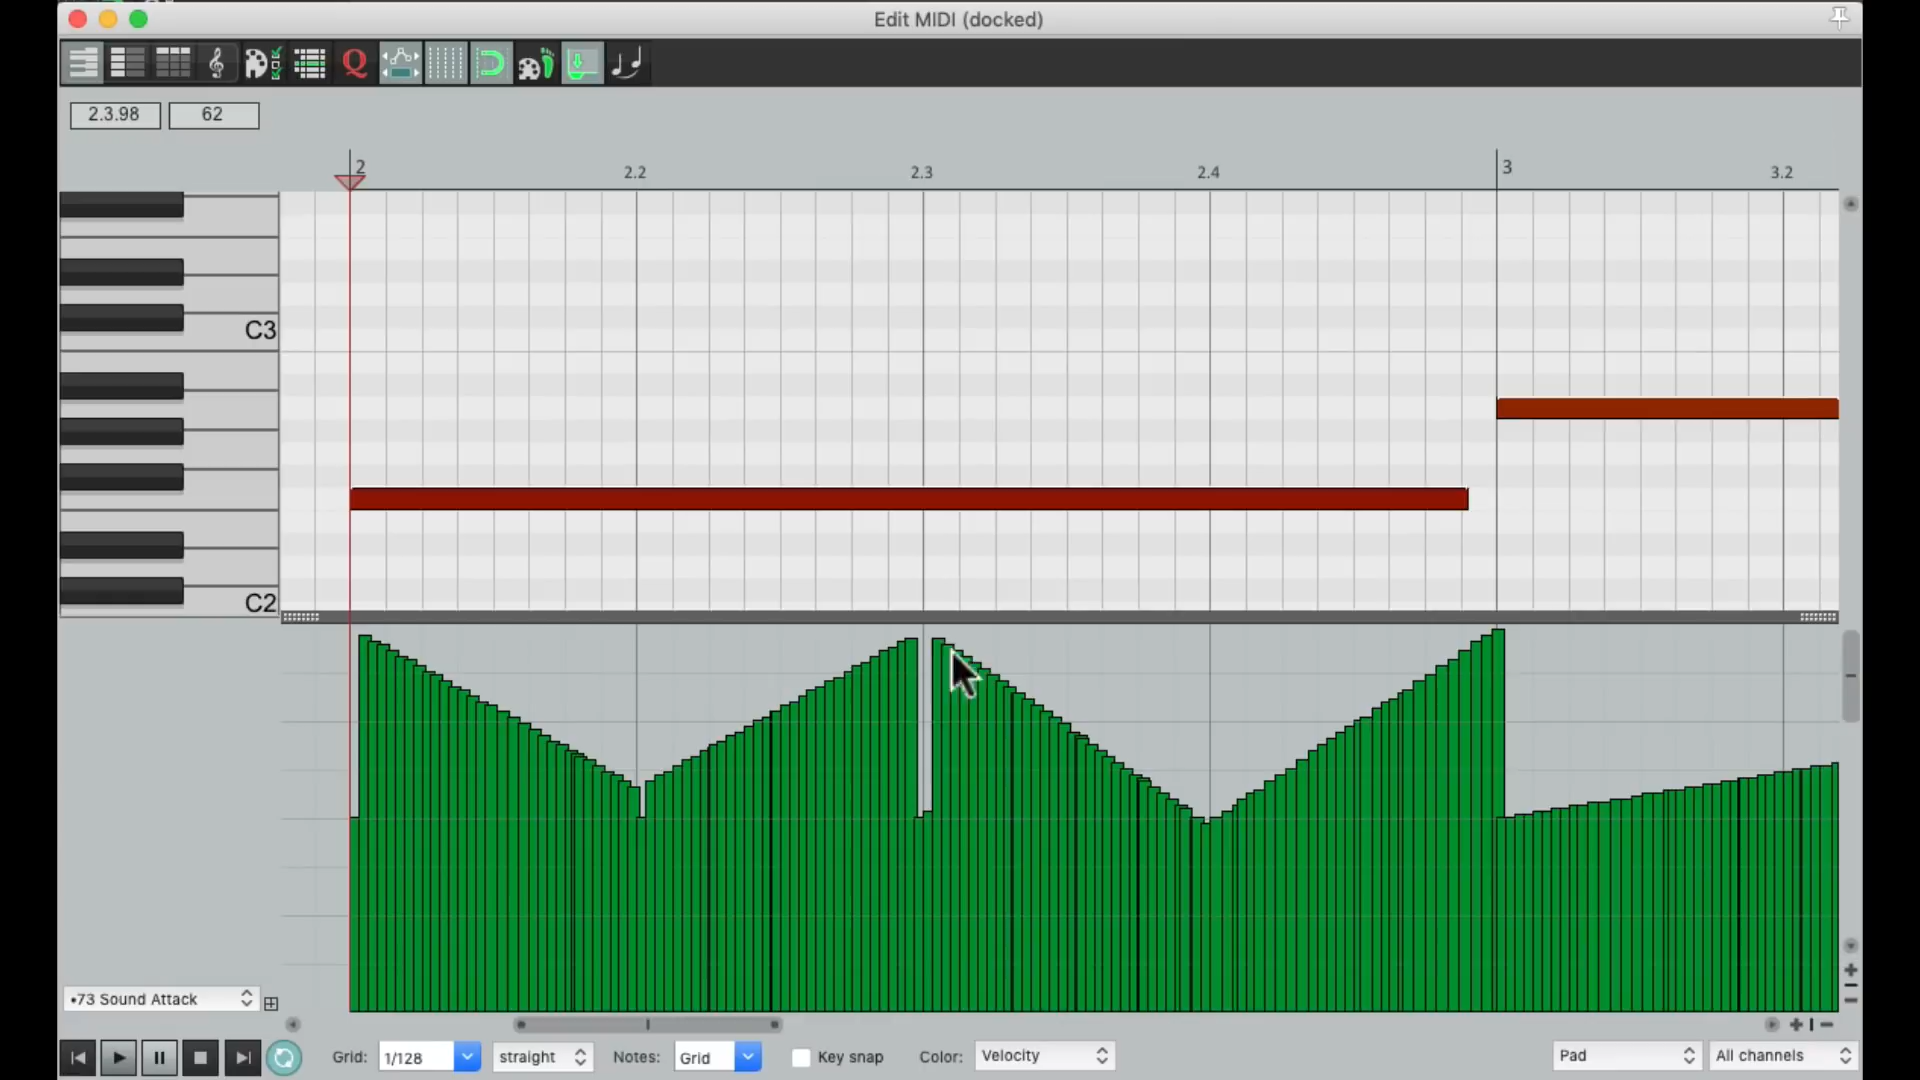 Edit MIDI (docked)
Q
2.3.98 62
2 2.2 2.3 2.4 3 3.2
C3
C2
•73 Sound Attack
Grid: 1/128 straight Notes: Grid Key snap Color: Velocity Pad All channels